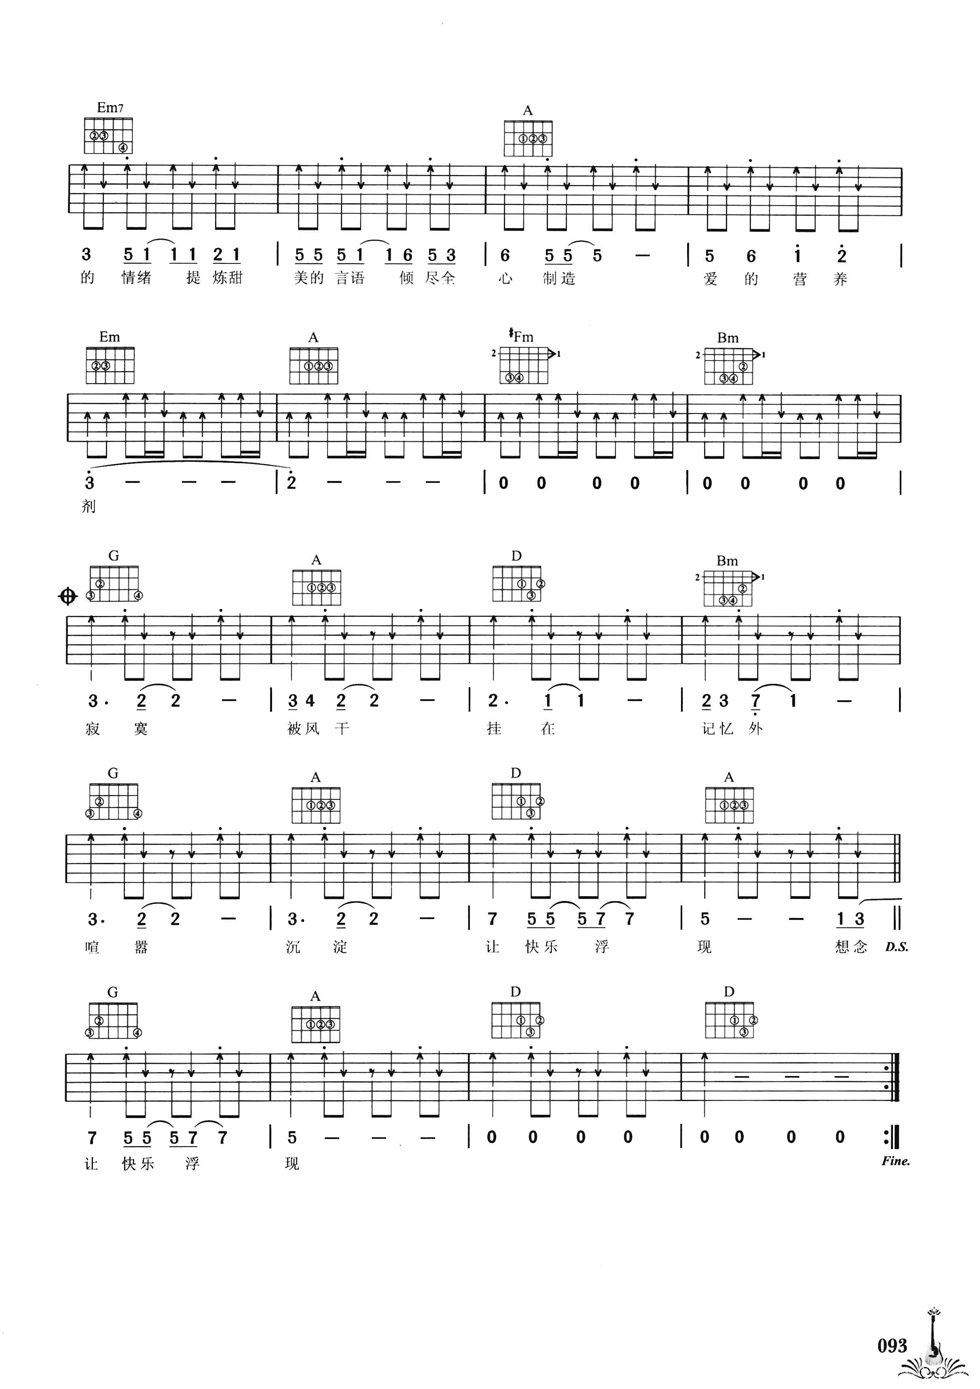 Em7 A
3 5 1 1 1 2 1 | 5 5 5 1 1 6 5 3 | 6 5 5 5 — | 5 6 1 2 |
的 情绪 提 炼甜 美的 言语 倾 尽全 心 制造 爱 的 营 养
Em A #Fm Bm
2 1 2 1
3 — — — | 2 — — — | 0 0 0 0 | 0 0 0 0 |
剂
G A D Bm
2 1
3· 2 2 — | 3 4 2 2 — | 2· 1 1 — | 2 3 7 1 — |
寂 寞 被风 干 挂 在 记忆 外
G A D A
3· 2 2 — | 3· 2 2 — | 7 5 5 5 7 7 | 5 — — 1 3 ||
喧 嚣 沉 淀 让 快乐 浮 现 想念 D.S.
G A D D
7 5 5 5 7 7 | 5 — — — | 0 0 0 0 | 0 0 0 0 :||
让 快乐 浮 现 Fine.
093